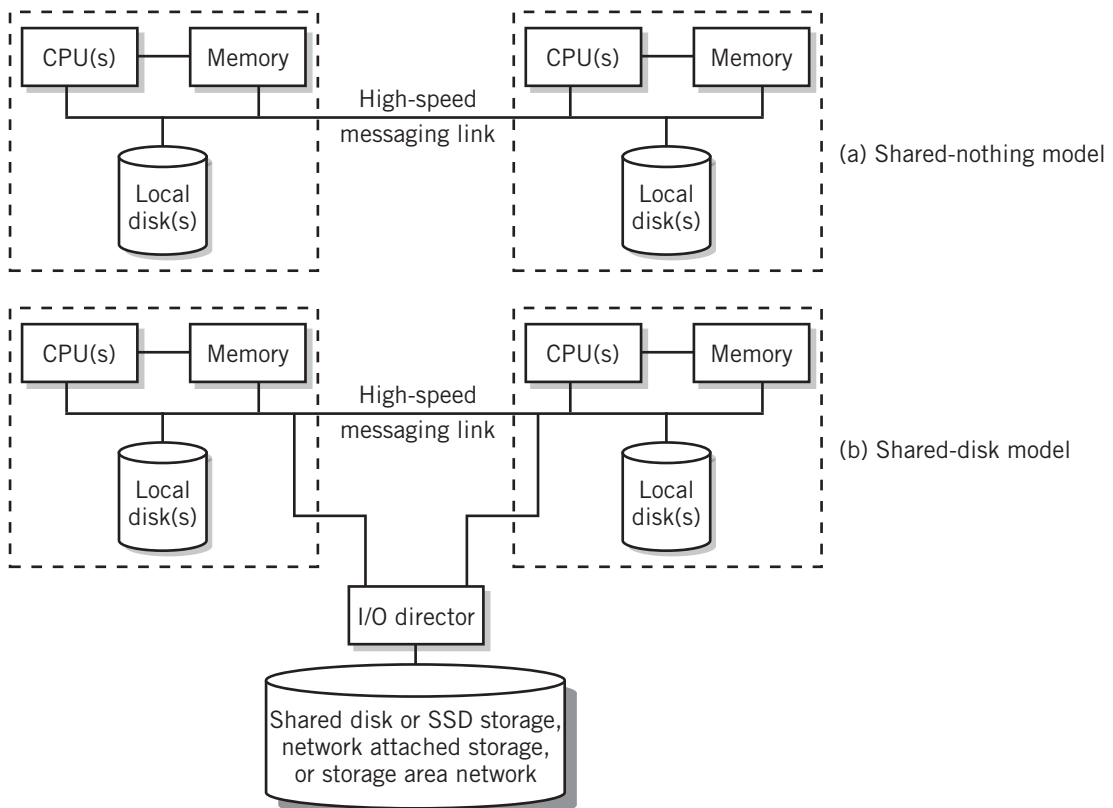 CPU(s)
Memory
CPU(s)
Memory
High-speed
messaging link
Local
disk(s)
Local
disk(s)
(a) Shared-nothing model
CPU(s)
Memory
CPU(s)
Memory
High-speed
messaging link
Local
disk(s)
Local
disk(s)
(b) Shared-disk model
I/O director
Shared disk or SSD storage,
network attached storage,
or storage area network